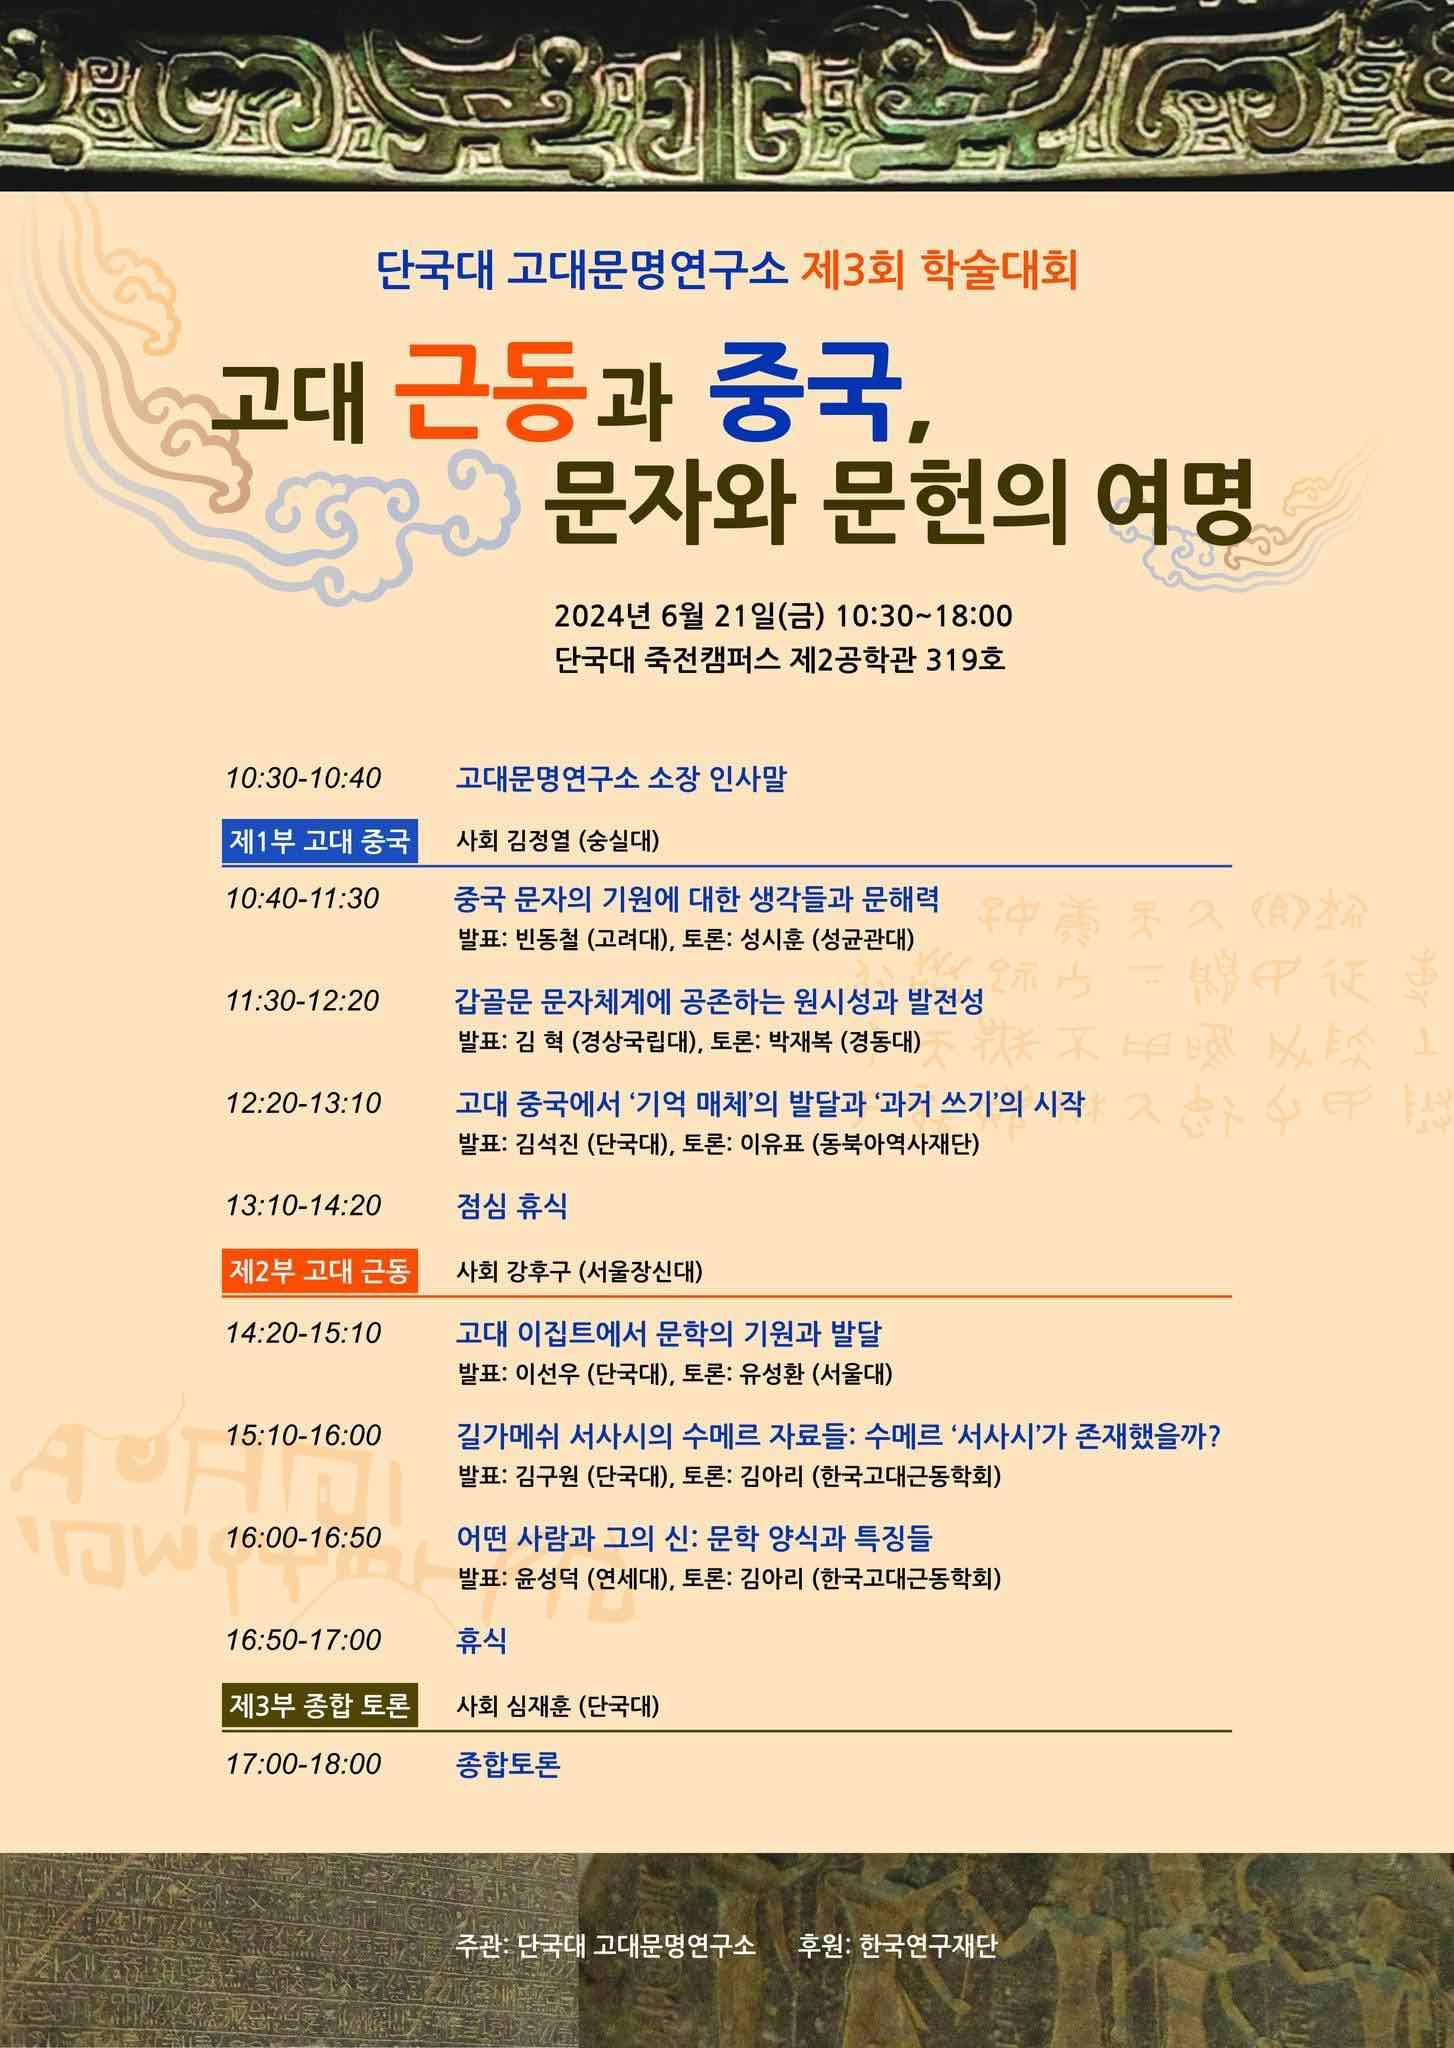 단국대 고대문명연구소 제3회 학술대회
고대 근동과 중국,
문자와 문헌의 여명
2024년 6월 21일(금) 10:30~18:00
단국대 죽전캠퍼스 제2공학관 319호
10:30-10:40 고대문명연구소 소장 인사말
제1부 고대 중국 사회 김정열 (숭실대)
10:40-11:30 중국 문자의 기원에 대한 생각들과 문해력
발표: 빈동철 (고려대), 토론: 성시훈 (성균관대)
11:30-12:20 갑골문 문자체계에 공존하는 원시성과 발전성
발표: 김 혁 (경상국립대), 토론: 박재복 (경동대)
12:20-13:10 고대 중국에서 ‘기억 매체’의 발달과 ‘과거 쓰기’의 시작
발표: 김석진 (단국대), 토론: 이유표 (동북아역사재단)
13:10-14:20 점심 휴식
제2부 고대 근동 사회 강후구 (서울장신대)
14:20-15:10 고대 이집트에서 문학의 기원과 발달
발표: 이선우 (단국대), 토론: 유성환 (서울대)
15:10-16:00 길가메쉬 서사시의 수메르 자료들: 수메르 ‘서사시’가 존재했을까?
발표: 김구원 (단국대), 토론: 김아리 (한국고대근동학회)
16:00-16:50 어떤 사람과 그의 신: 문학 양식과 특징들
발표: 윤성덕 (연세대), 토론: 김아리 (한국고대근동학회)
16:50-17:00 휴식
제3부 종합 토론 사회 심재훈 (단국대)
17:00-18:00 종합토론
주관: 단국대 고대문명연구소 후원: 한국연구재단